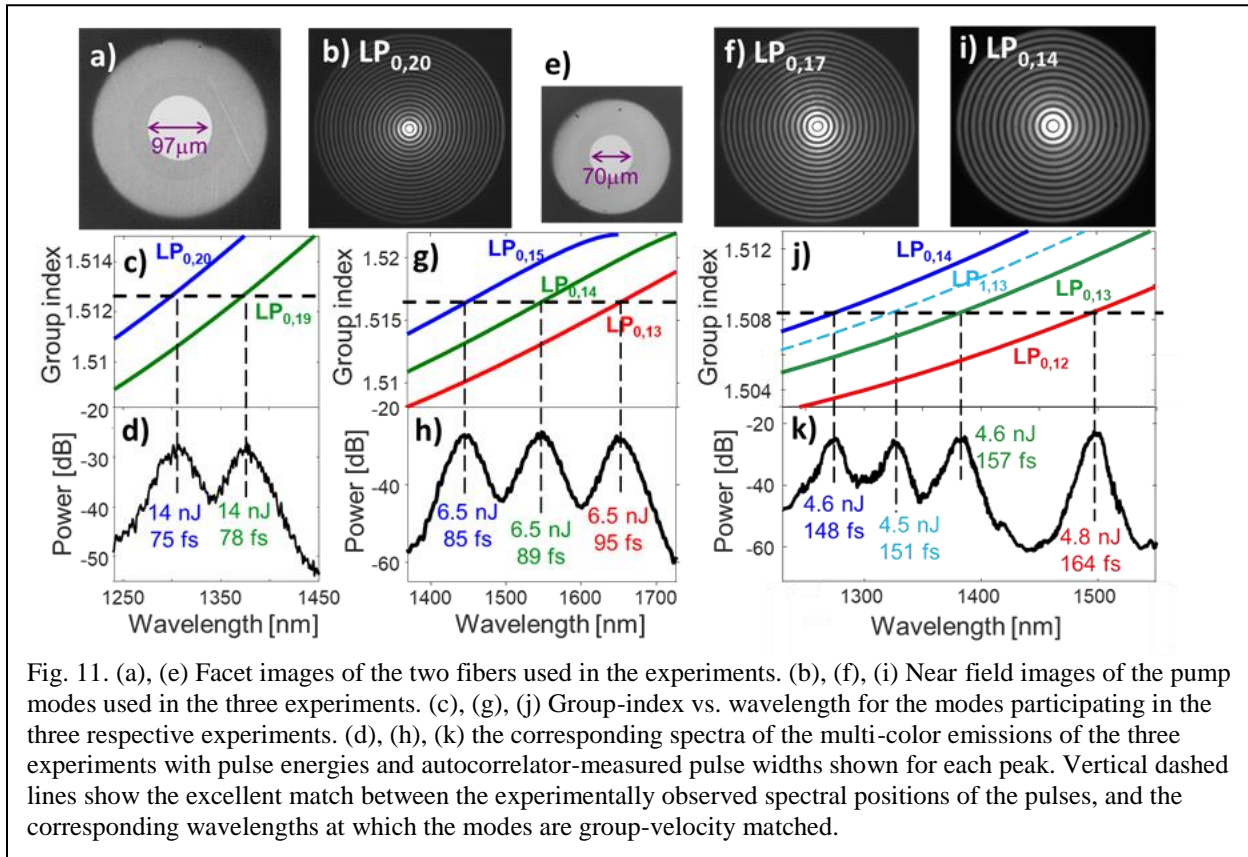 a)
97μm
b) LP0,20
e)
70μm
f) LP0,17
i) LP0,14
Group index
1.514
1.512
1.51
c)
LP0,20
LP0,19
Group index
1.52
1.515
1.51
g)
LP0,15
LP0,14
LP0,13
Group index
1.512
1.508
1.504
j)
LP0,14
LP1,13
LP0,13
LP0,12
Power [dB]
-20
-30
-40
-50
d)
14 nJ
75 fs
14 nJ
78 fs
1250 1350 1450
Wavelength [nm]
Power [dB]
-20
-40
-60
h)
6.5 nJ
85 fs
6.5 nJ
89 fs
6.5 nJ
95 fs
1400 1500 1600 1700
Wavelength [nm]
Power [dB]
-20
-40
-60
k)
4.6 nJ
148 fs
4.5 nJ
151 fs
4.6 nJ
157 fs
4.8 nJ
164 fs
1300 1400 1500
Wavelength [nm]
Fig. 11. (a), (e) Facet images of the two fibers used in the experiments. (b), (f), (i) Near field images of the pump
modes used in the three experiments. (c), (g), (j) Group-index vs. wavelength for the modes participating in the
three respective experiments. (d), (h), (k) the corresponding spectra of the multi-color emissions of the three
experiments with pulse energies and autocorrelator-measured pulse widths shown for each peak. Vertical dashed
lines show the excellent match between the experimentally observed spectral positions of the pulses, and the
corresponding wavelengths at which the modes are group-velocity matched.